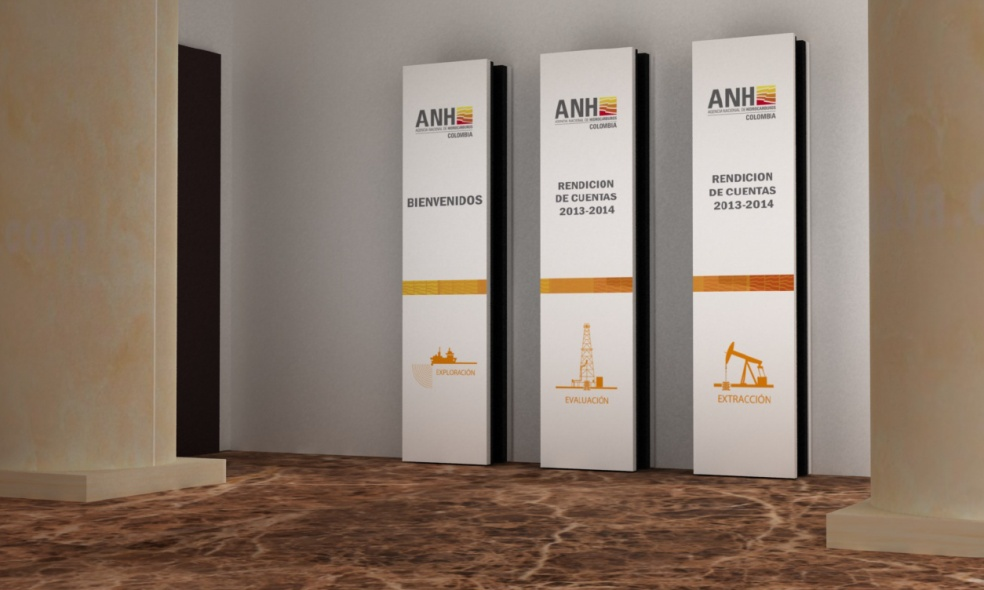 ANH
AGENCIA NACIONAL DE HIDROCARBUROS
COLOMBIA
BIENVENIDOS
EXPLORACIÓN
ANH
AGENCIA NACIONAL DE HIDROCARBUROS
COLOMBIA
RENDICION
DE CUENTAS
2013-2014
EVALUACIÓN
ANH
AGENCIA NACIONAL DE HIDROCARBUROS
COLOMBIA
RENDICION
DE CUENTAS
2013-2014
EXTRACCIÓN